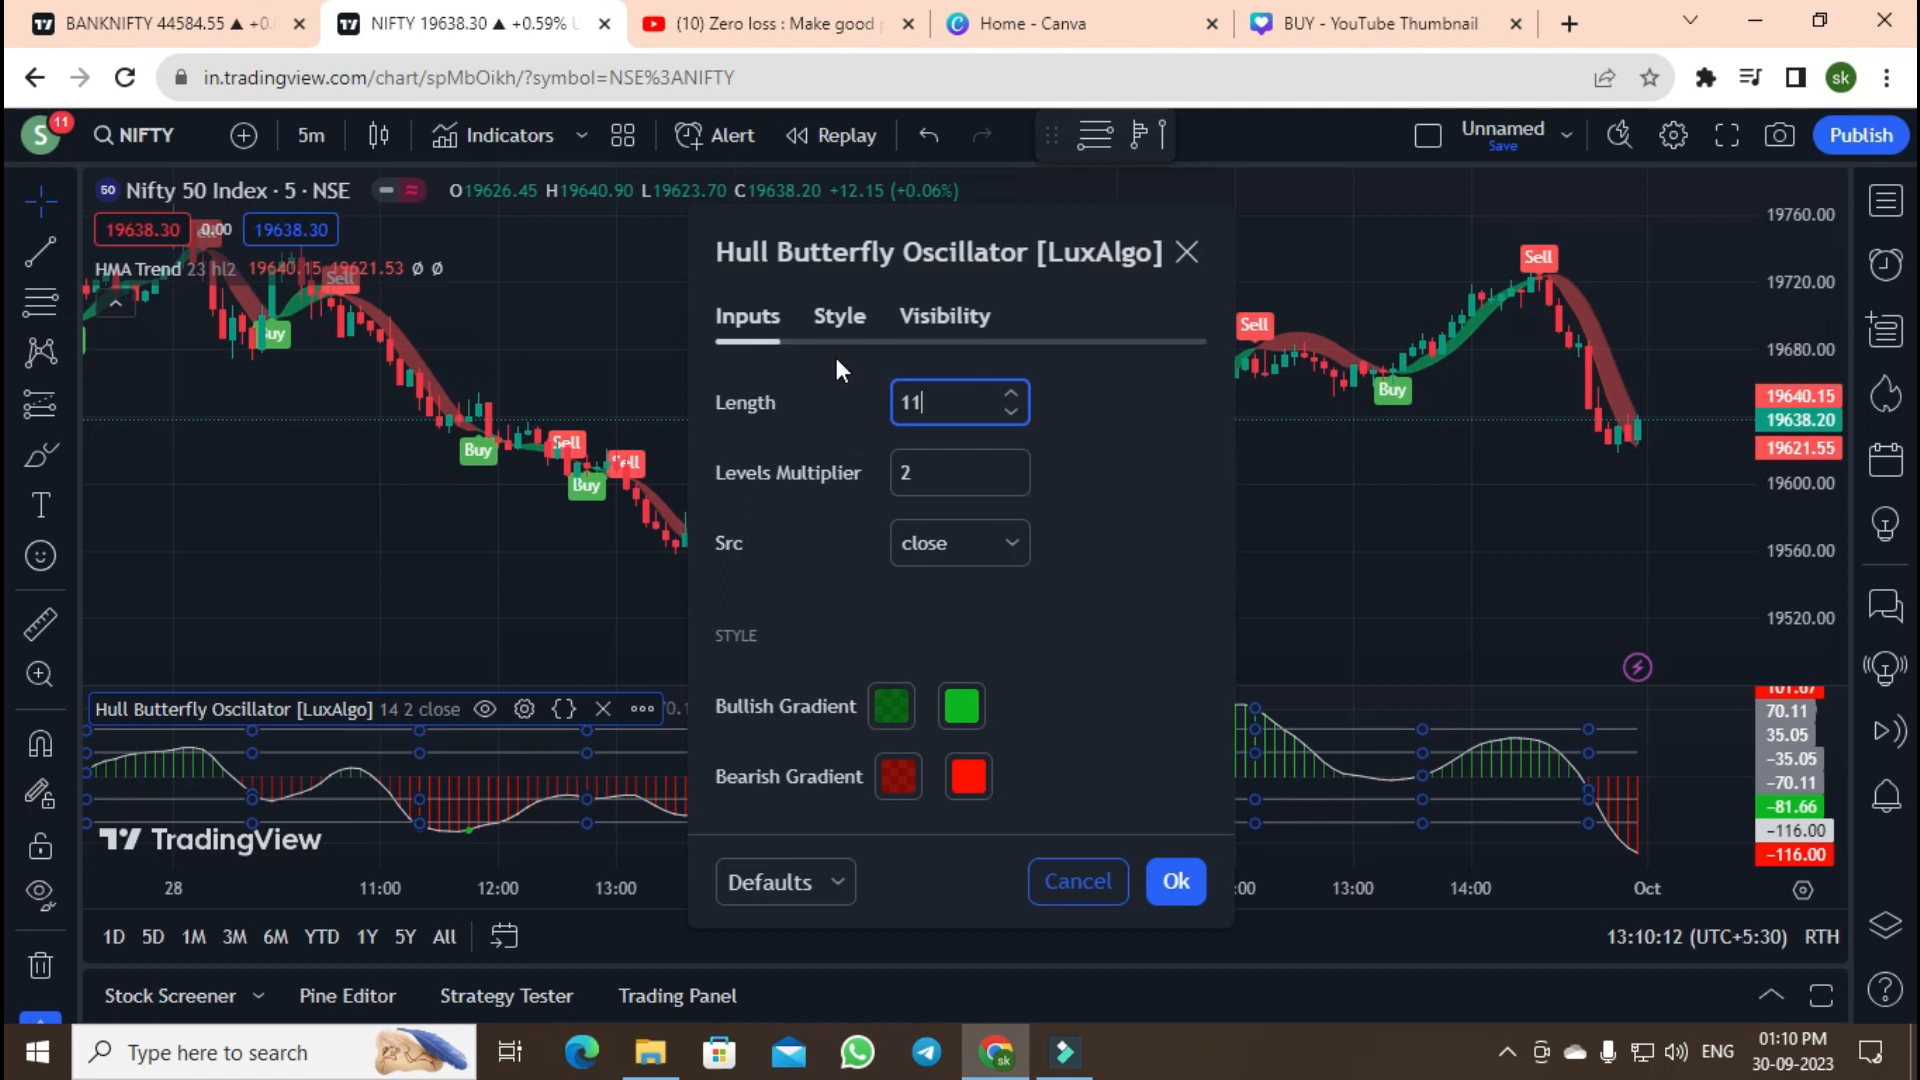 BANKNIFTY 44584.55 ▲ +0.
NIFTY 19638.30 ▲ +0.59% U
(10) Zero loss : Make good p
Home - Canva
BUY - YouTube Thumbnail
in.tradingview.com/chart/spMbOikh/?symbol=NSE%3ANIFTY
sk
S
11
NIFTY
5m
Indicators
Alert
Replay
Unnamed
Save
Publish
50 Nifty 50 Index · 5 · NSE
O19626.45 H19640.90 L19623.70 C19638.20 +12.15 (+0.06%)
19638.30 0.00 19638.30
HMA Trend 23 hl2 19640.15 19621.53 Ø Ø
Sell
Buy
Buy
Sell
Buy
Sell
Sell
Buy
Sell
19760.00
19720.00
19680.00
19640.15
19638.20
19621.55
19600.00
19560.00
19520.00
Hull Butterfly Oscillator [LuxAlgo]
Inputs
Style
Visibility
Length
11
Levels Multiplier
2
Src
close
STYLE
Bullish Gradient
Bearish Gradient
Defaults
Cancel
Ok
Hull Butterfly Oscillator [LuxAlgo] 14 2 close
101.67
70.11
35.05
−35.05
−70.11
−81.66
−116.00
−116.00
TradingView
28
11:00
12:00
13:00
:00
13:00
14:00
Oct
1D 5D 1M 3M 6M YTD 1Y 5Y All
13:10:12 (UTC+5:30)
RTH
Stock Screener
Pine Editor
Strategy Tester
Trading Panel
Type here to search
sk
ENG
01:10 PM
30-09-2023